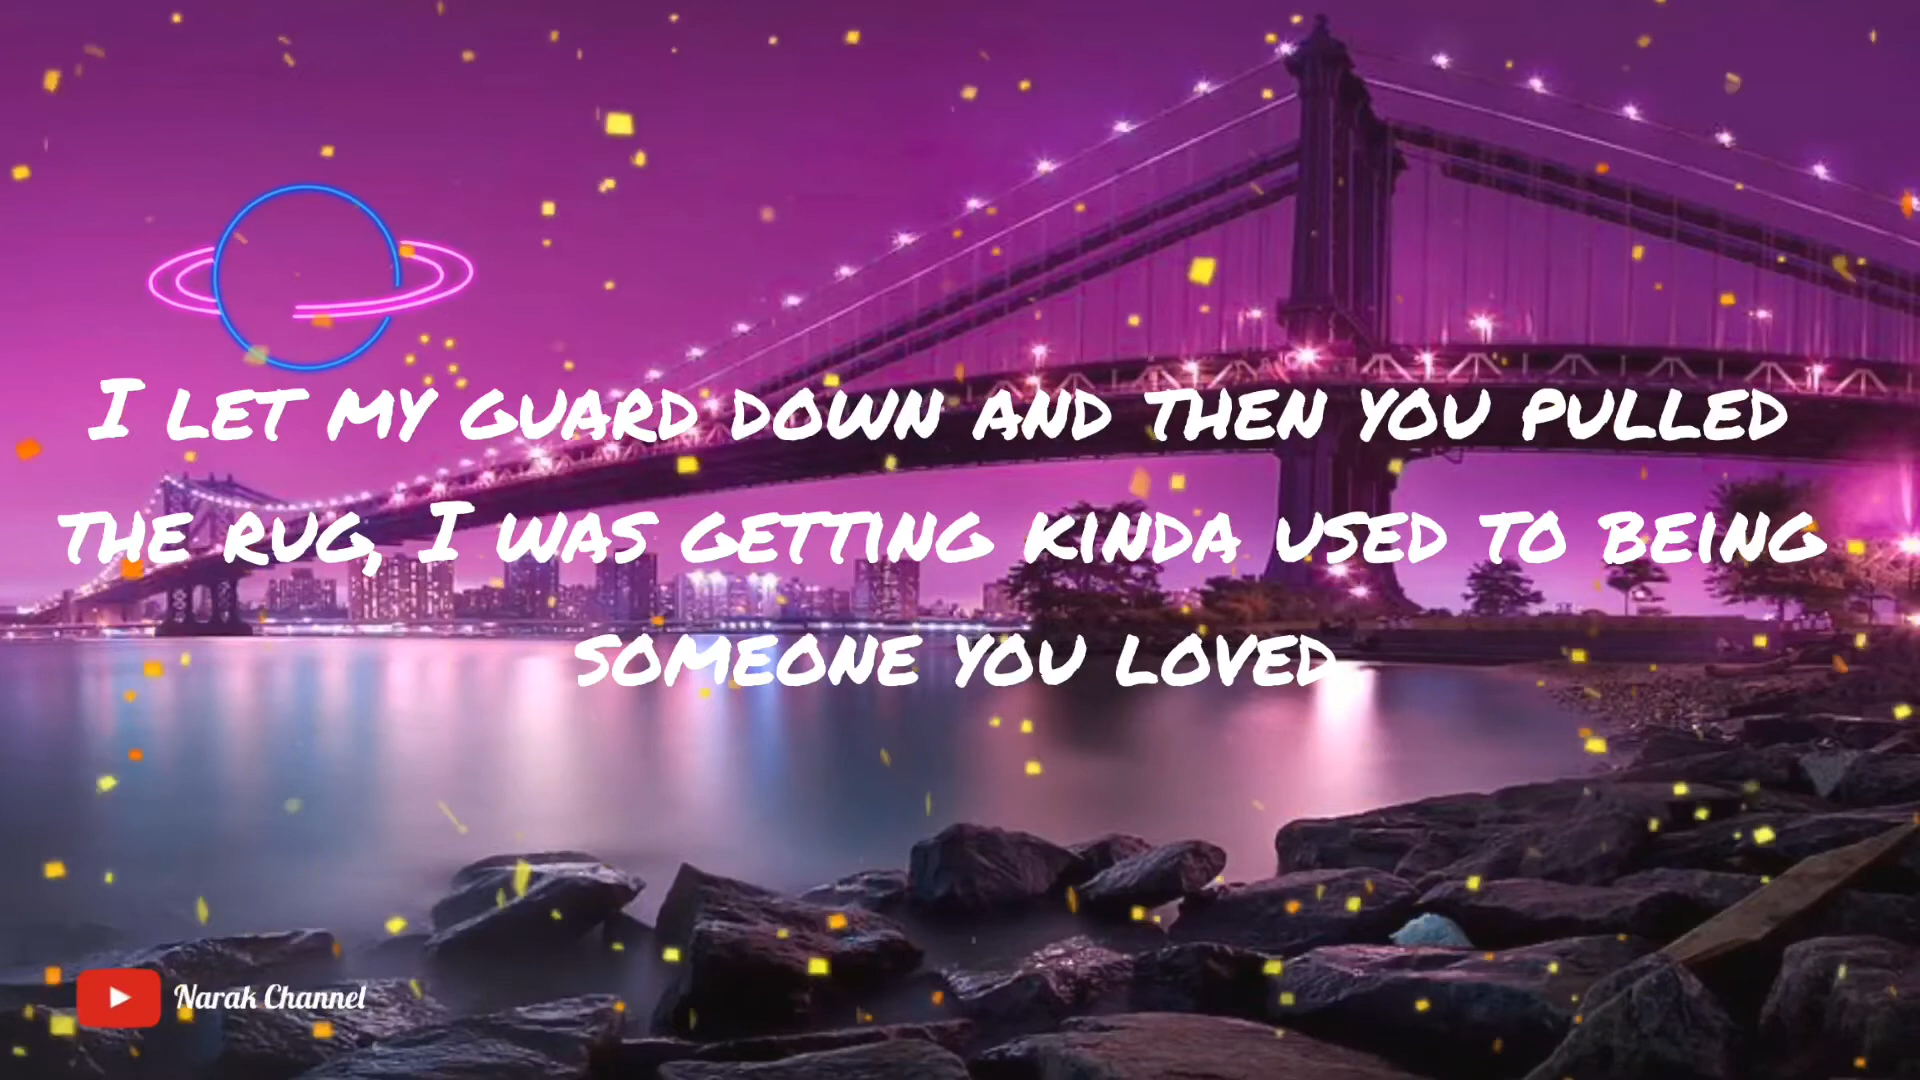 I LET MY GUARD DOWN AND THEN YOU PULLED
THE RUG, I WAS GETTING KINDA USED TO BEING
SOMEONE YOU LOVED
Narak Channel